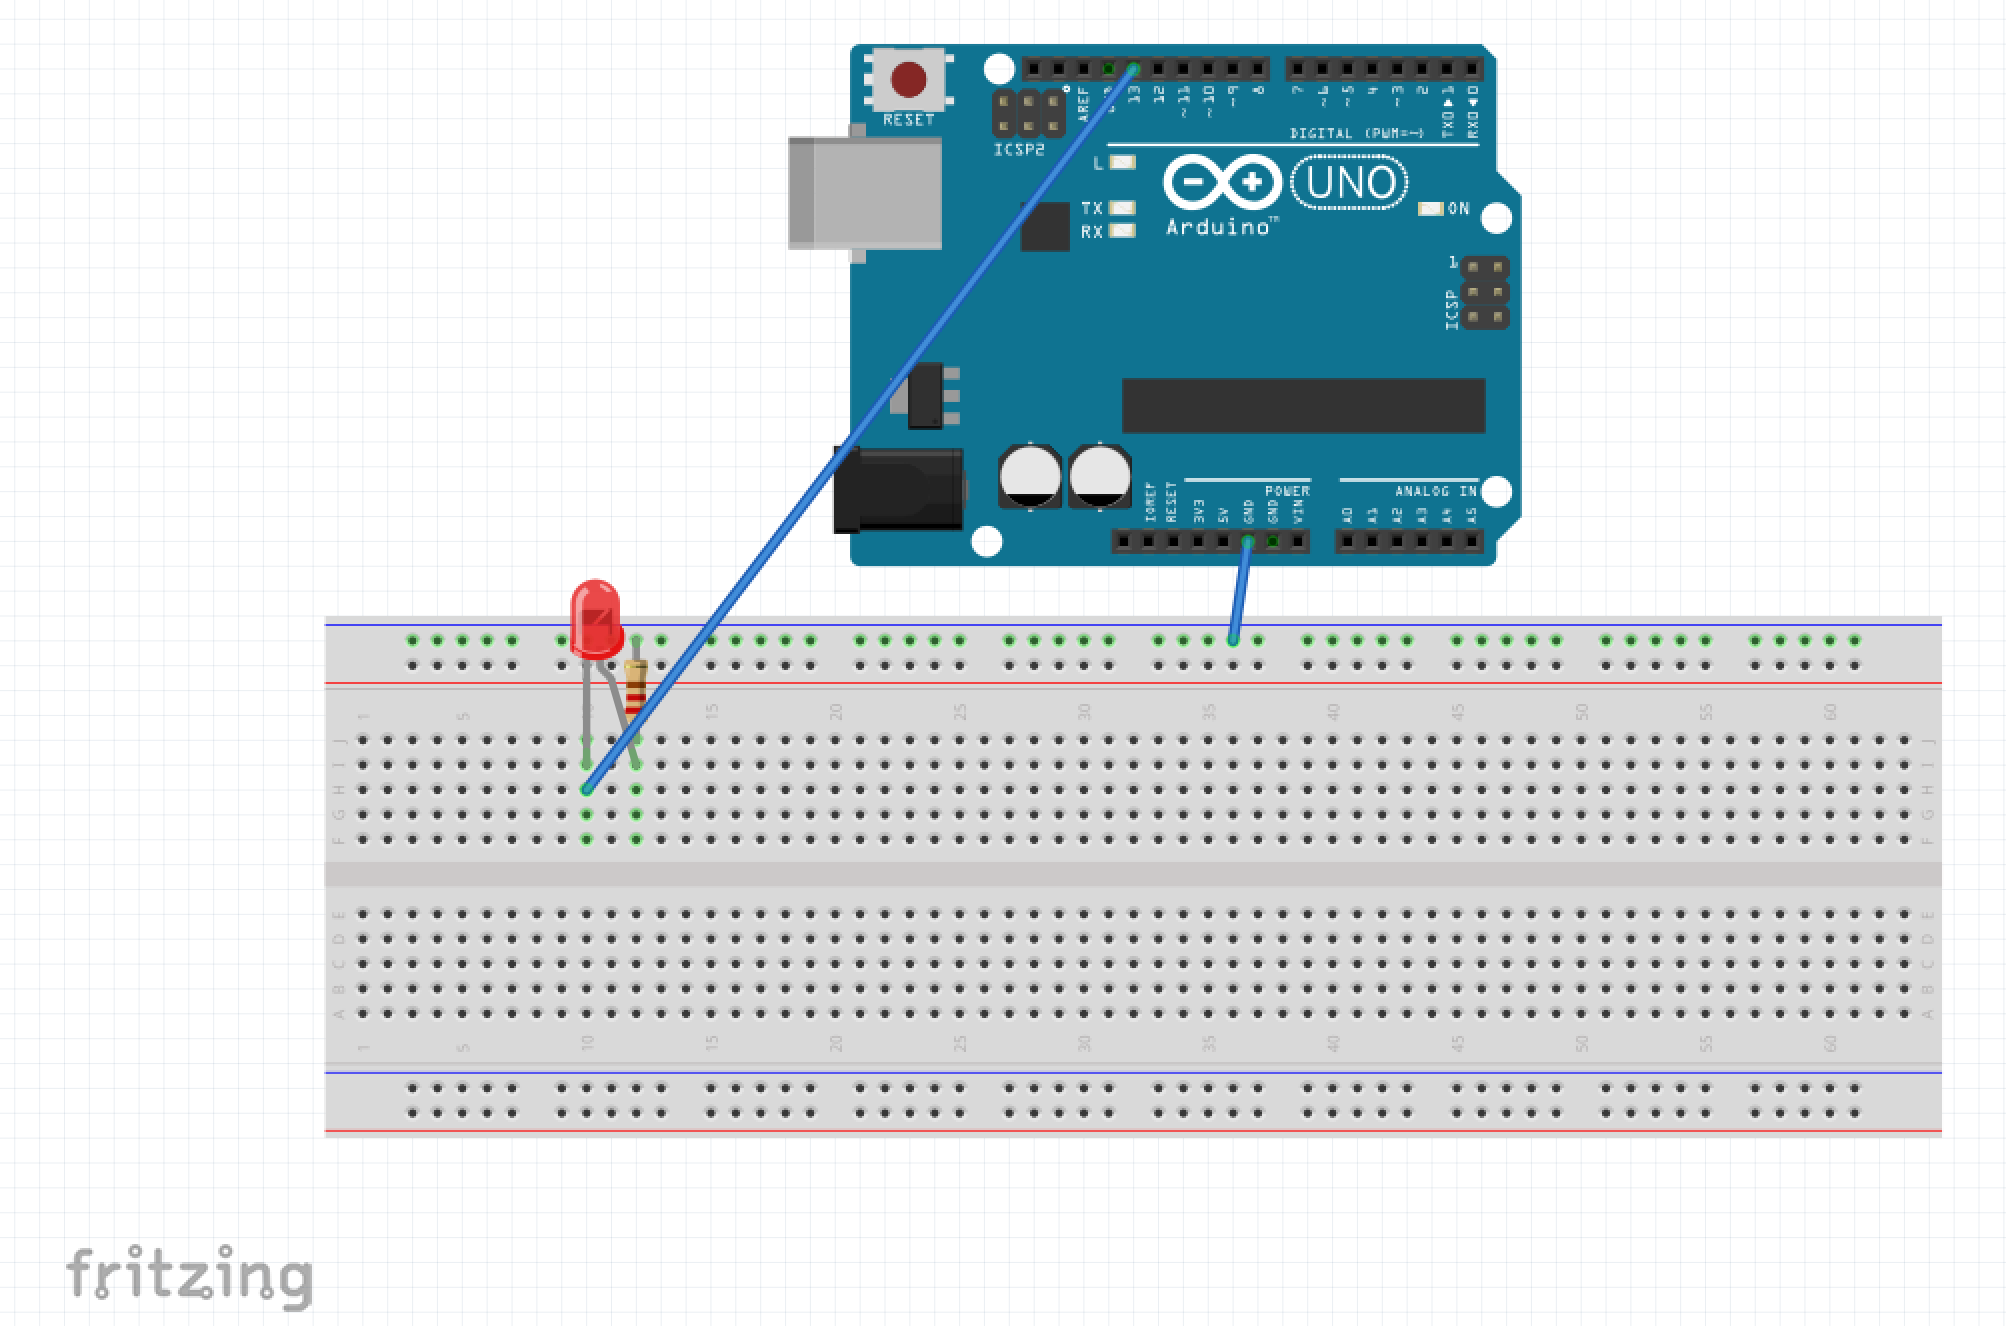 RESET
ICSP2
AREF
13
12
~11
~10
~9
8
7
~6
~5
4
~3
2
TX0▶1
RX0◀0
DIGITAL (PWM=~)
L
TX
RX
Arduino™
UNO
ON
1
ICSP
IOREF
RESET
3V3
5V
GND
GND
VIN
POWER
ANALOG IN
A0
A1
A2
A3
A4
A5
1 5 15 20 25 30 35 40 45 50 55 60
J J
I I
H H
G G
F F
E E
D D
C C
B B
A A
1 5 10 15 20 25 30 35 40 45 50 55 60
fritzing